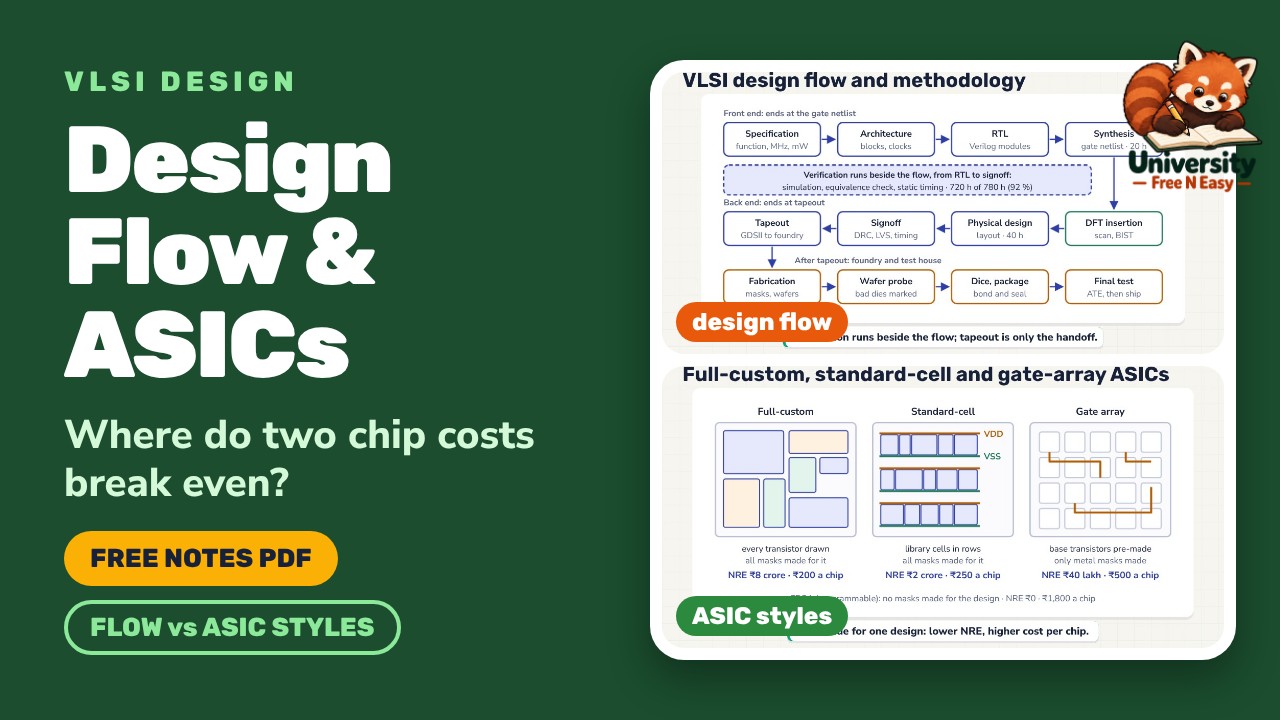 VLSI DESIGN
Design
Flow &
ASICs
Where do two chip costs
break even?
FREE NOTES PDF
FLOW vs ASIC STYLES
VLSI design flow and methodology
Front end: ends at the gate netlist
Specification
function, MHz, mW
Architecture
blocks, clocks
RTL
Verilog modules
Synthesis
gate netlist · 20 h
Verification runs beside the flow, from RTL to signoff:
simulation, equivalence check, static timing · 720 h of 780 h (92 %)
Back end: ends at tapeout
Tapeout
GDSII to foundry
Signoff
DRC, LVS, timing
Physical design
layout · 40 h
DFT insertion
scan, BIST
After tapeout: foundry and test house
Fabrication
masks, wafers
Wafer probe
bad dies marked
Dice, package
bond and seal
Final test
ATE, then ship
design flow
runs beside the flow; tapeout is only the handoff.
University
Free N Easy
Full-custom, standard-cell and gate-array ASICs
Full-custom
Standard-cell
Gate array
VDD
VSS
every transistor drawn
all masks made for it
NRE ₹8 crore · ₹200 a chip
library cells in rows
all masks made for it
NRE ₹2 crore · ₹250 a chip
base transistors pre-made
only metal masks made
NRE ₹40 lakh · ₹500 a chip
no masks made for the design · NRE ₹0 · ₹1,800 a chip
ASIC styles
for one design: lower NRE, higher cost per chip.